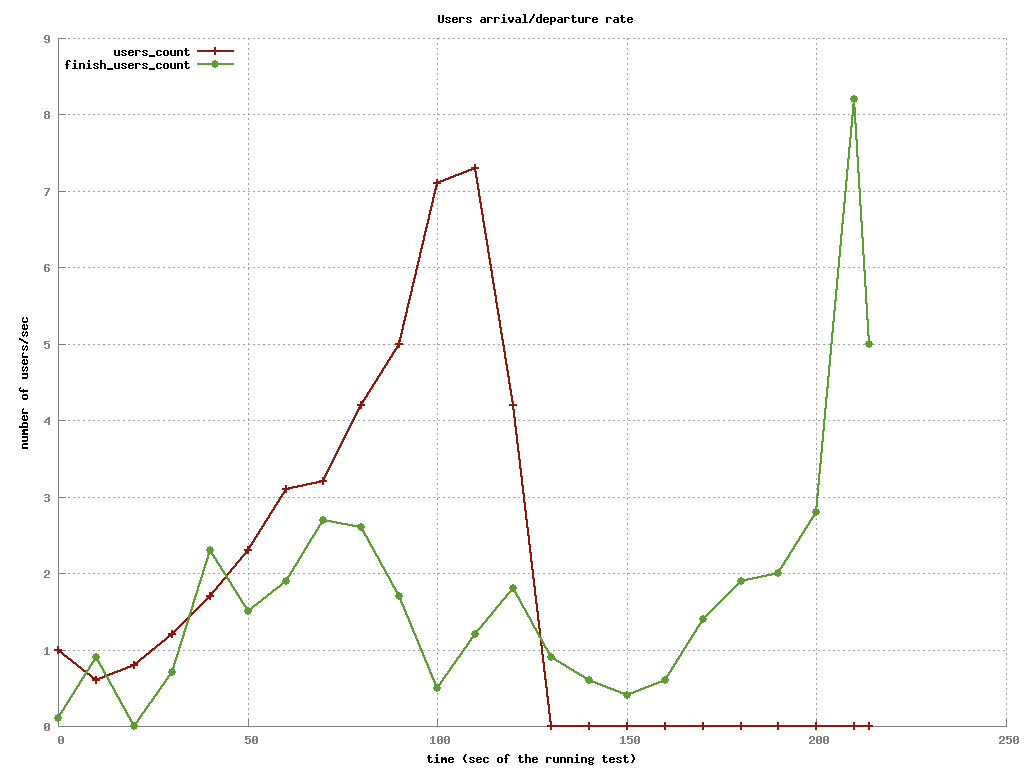 Users arrival/departure rate
users_count
finish_users_count
9
8
7
6
5
4
3
2
1
0
number of users/sec
0 50 100 150 200 250
time (sec of the running test)